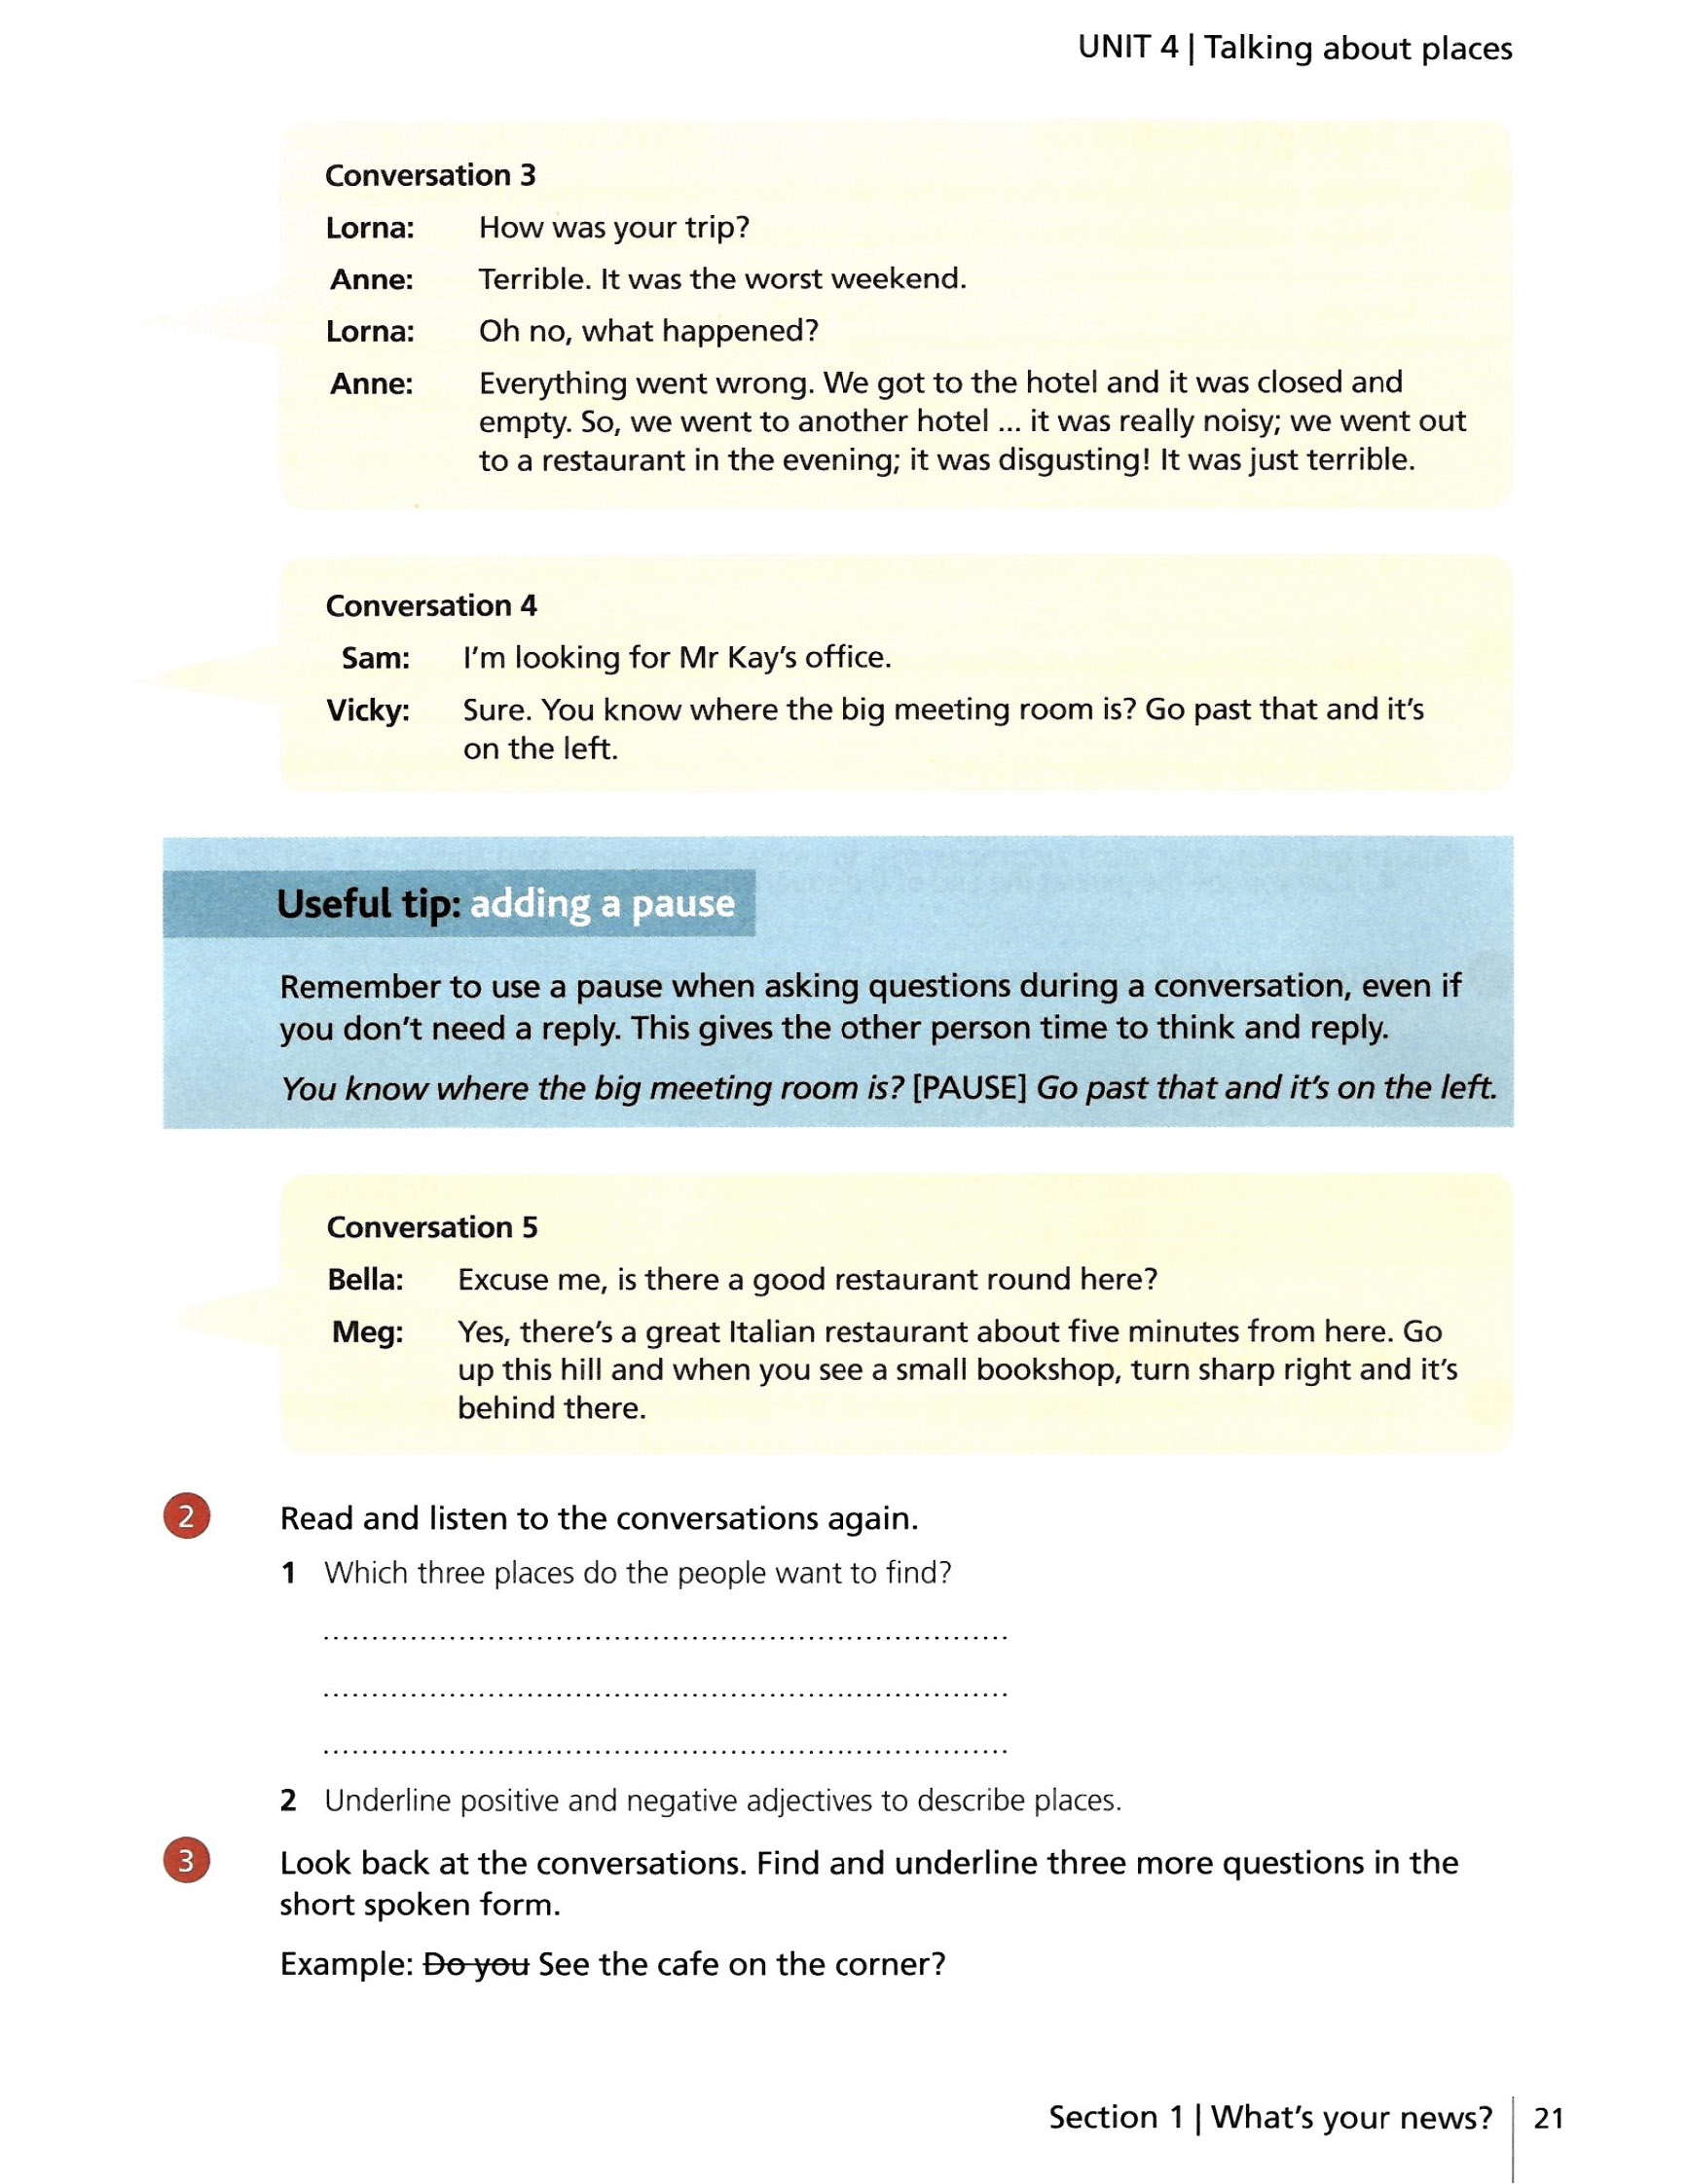 UNIT 4 | Talking about places
Conversation 3
Lorna: How was your trip?
Anne: Terrible. It was the worst weekend.
Lorna: Oh no, what happened?
Anne: Everything went wrong. We got to the hotel and it was closed and
empty. So, we went to another hotel ... it was really noisy; we went out
to a restaurant in the evening; it was disgusting! It was just terrible.
Conversation 4
Sam: I'm looking for Mr Kay's office.
Vicky: Sure. You know where the big meeting room is? Go past that and it's
on the left.
Useful tip: adding a pause
Remember to use a pause when asking questions during a conversation, even if
you don't need a reply. This gives the other person time to think and reply.
You know where the big meeting room is? [PAUSE] Go past that and it's on the left.
Conversation 5
Bella: Excuse me, is there a good restaurant round here?
Meg: Yes, there's a great Italian restaurant about five minutes from here. Go
up this hill and when you see a small bookshop, turn sharp right and it's
behind there.
2 Read and listen to the conversations again.
1 Which three places do the people want to find?
........................................................................
........................................................................
........................................................................
2 Underline positive and negative adjectives to describe places.
3 Look back at the conversations. Find and underline three more questions in the
short spoken form.
Example: Do you See the cafe on the corner?
Section 1 | What's your news? 21